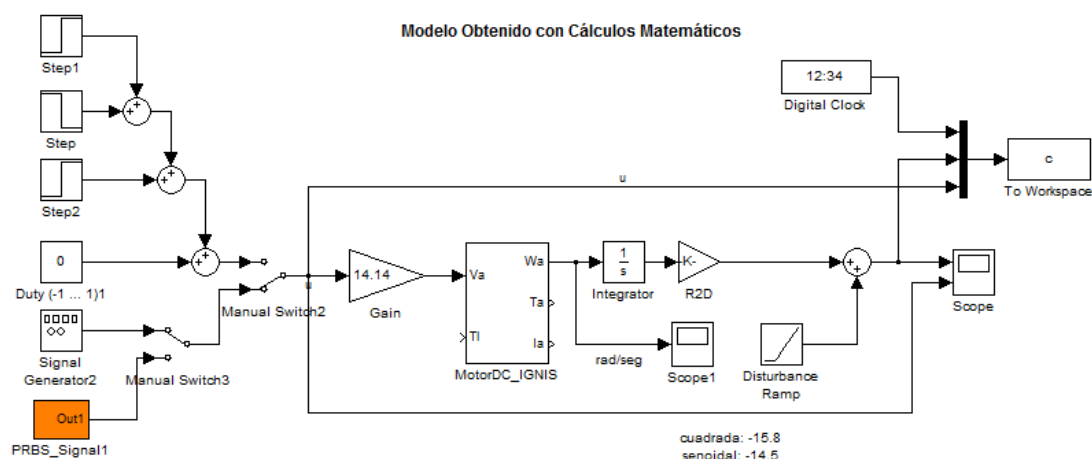 Modelo Obtenido con Cálculos Matemáticos
Step1
Step
Step2
0
Duty (-1 ... 1)1
Signal
Generator2
Out1
PRBS_Signal1
Manual Switch3
Manual Switch2
u
u
14.14
Gain
Va
Tl
Wa
Ta
Ia
MotorDC_IGNIS
1
s
Integrator
K-
R2D
rad/seg
Scope1
Disturbance
Ramp
12:34
Digital Clock
c
To Workspace
Scope
cuadrada: -15.8
senoidal: -14.5